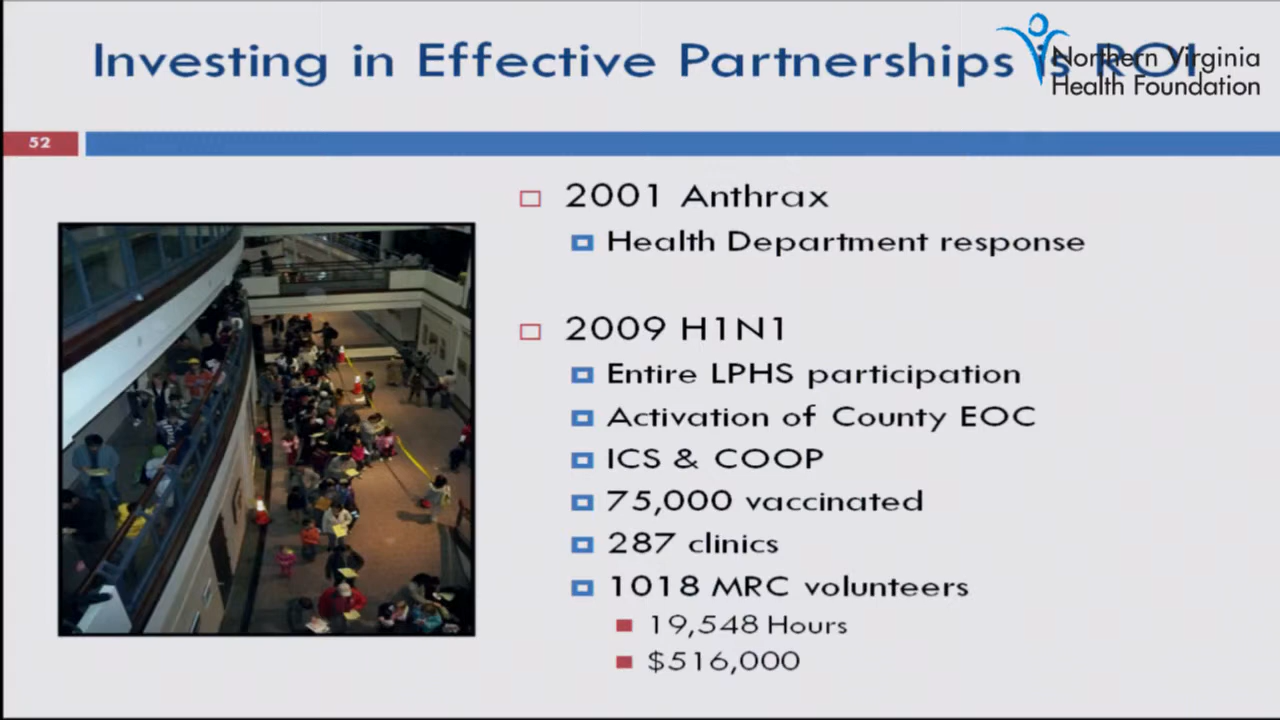 Investing in Effective Partnerships is ROI
Northern Virginia
Health Foundation
52
2001 Anthrax
Health Department response
2009 H1N1
Entire LPHS participation
Activation of County EOC
ICS & COOP
75,000 vaccinated
287 clinics
1018 MRC volunteers
19,548 Hours
$516,000